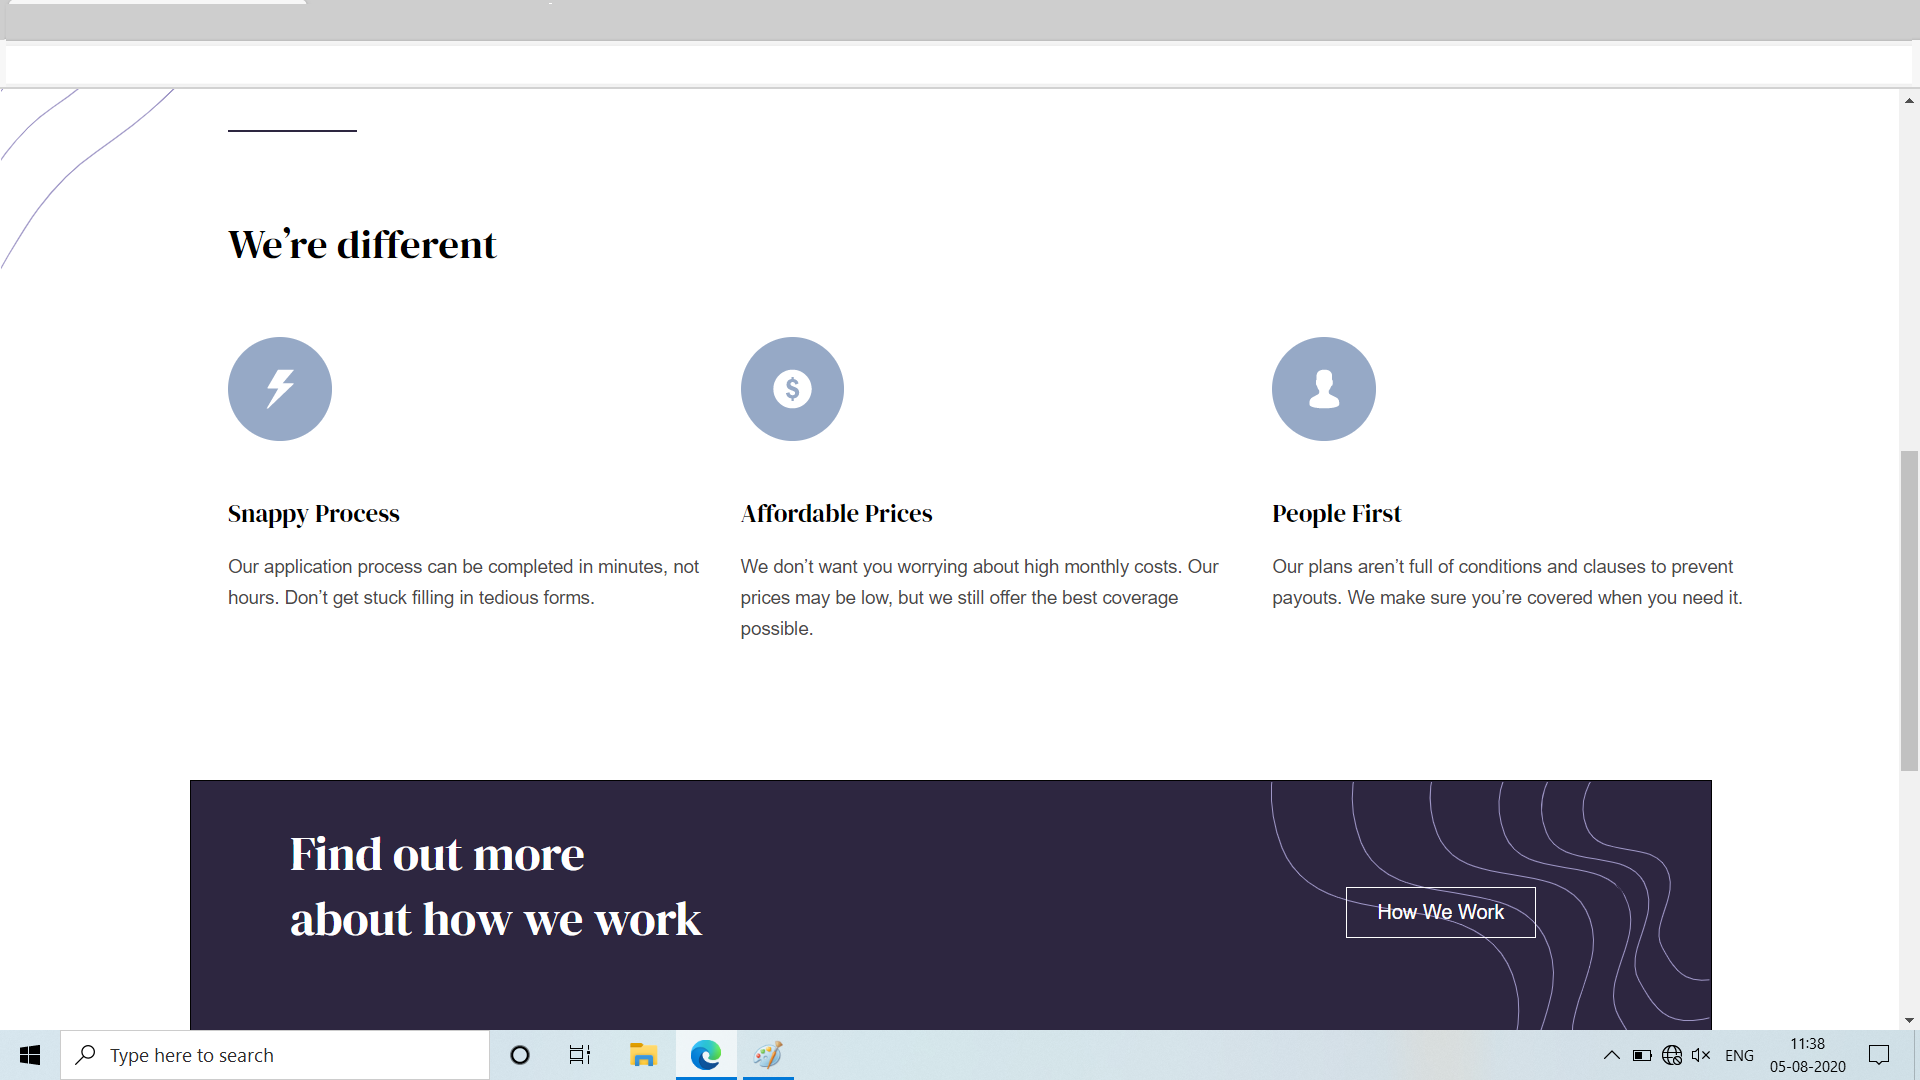 We’re different
Snappy Process
Our application process can be completed in minutes, not
hours. Don’t get stuck filling in tedious forms.
Affordable Prices
We don’t want you worrying about high monthly costs. Our
prices may be low, but we still offer the best coverage
possible.
People First
Our plans aren’t full of conditions and clauses to prevent
payouts. We make sure you’re covered when you need it.
Find out more
about how we work
How We Work
Type here to search
ENG
11:38
05-08-2020